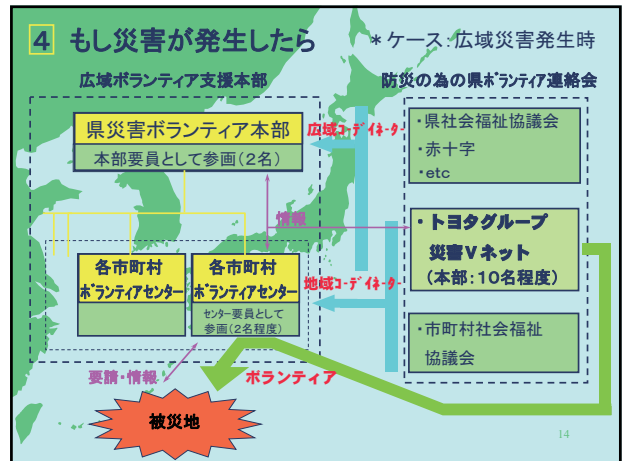 4 もし災害が発生したら
＊ケース：広域災害発生時
広域ボランティア支援本部
県災害ボランティア本部
本部要員として参画（２名）
各市町村
ﾎﾞランティアセンター
各市町村
ﾎﾞランティアセンター
センター要員として
参画（２名程度）
要請・情報
被災地
ボランティア
情報
広域ｺｰﾃﾞｲﾈｰﾀｰ
地域ｺｰﾃﾞｲﾈｰﾀｰ
防災の為の県ﾎﾞﾗﾝﾃｨｱ連絡会
・県社会福祉協議会
・赤十字
・etc
・トヨタグループ
災害Ｖネット
（本部：１０名程度）
・市町村社会福祉
協議会
14